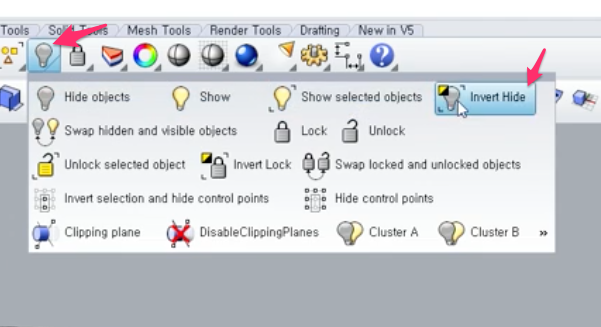 Tools Solid Tools Mesh Tools Render Tools Drafting New in V5
Hide objects Show Show selected objects Invert Hide
Swap hidden and visible objects Lock Unlock
Unlock selected object Invert Lock Swap locked and unlocked objects
Invert selection and hide control points Hide control points
Clipping plane DisableClippingPlanes Cluster A Cluster B »